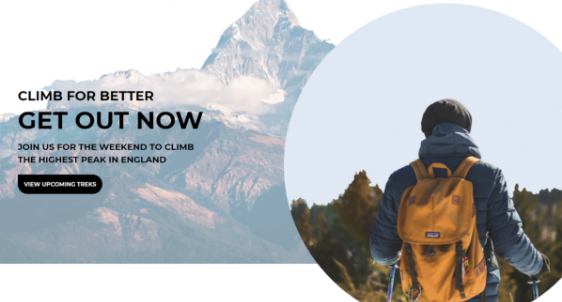 CLIMB FOR BETTER
GET OUT NOW
JOIN US FOR THE WEEKEND TO CLIMB
THE HIGHEST PEAK IN ENGLAND
VIEW UPCOMING TREKS